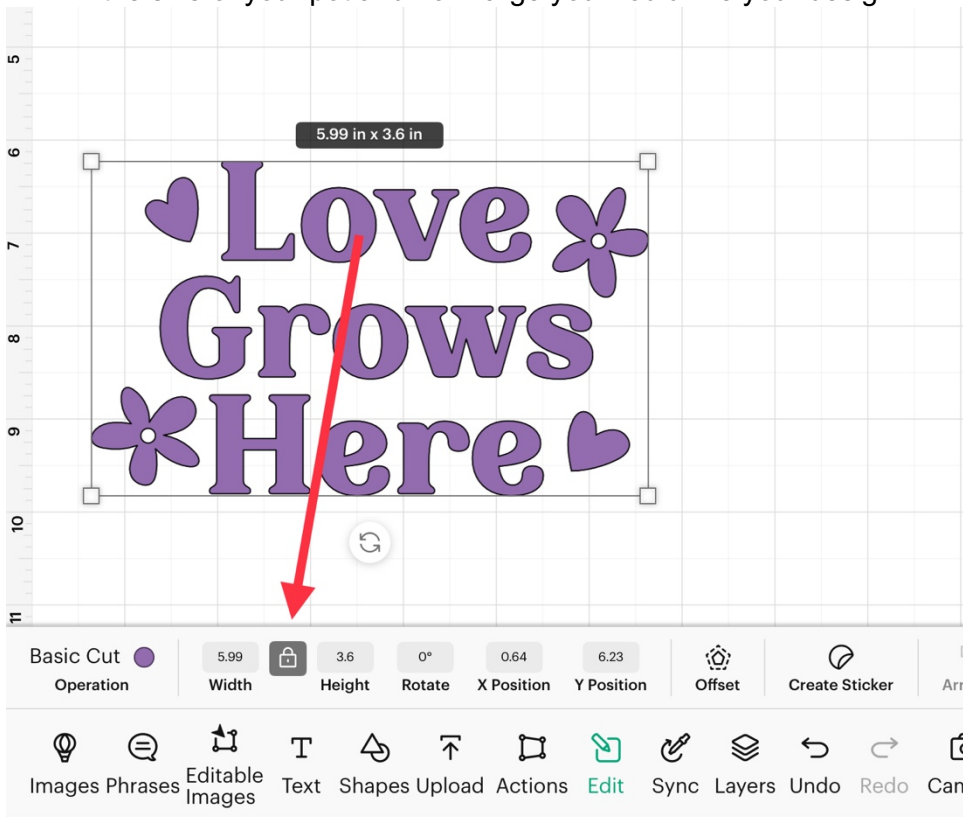 5.99 in x 3.6 in
5
6
7
8
9
10
11
Love
Grows
Here
Basic Cut
5.99
3.6
0°
0.64
6.23
Operation
Width
Height
Rotate
X Position
Y Position
Offset
Create Sticker
Images
Phrases
Editable
Images
Text
Shapes
Upload
Actions
Edit
Sync
Layers
Undo
Redo